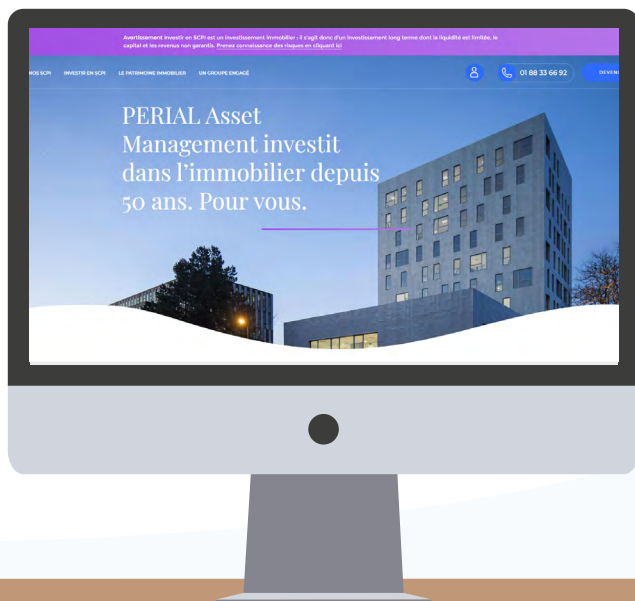 Avertissement Investir en SCPI est un investissement immobilier : il s'agit donc d'un investissement long terme dont la liquidité est limitée, le
capital et les revenus non garantis. Prenez connaissance des risques en cliquant ici
NOS SCPI INVESTIR EN SCPI LE PATRIMOINE IMMOBILIER UN GROUPE ENGAGÉ 01 88 33 66 92
PERIAL Asset
Management investit
dans l'immobilier depuis
50 ans. Pour vous.